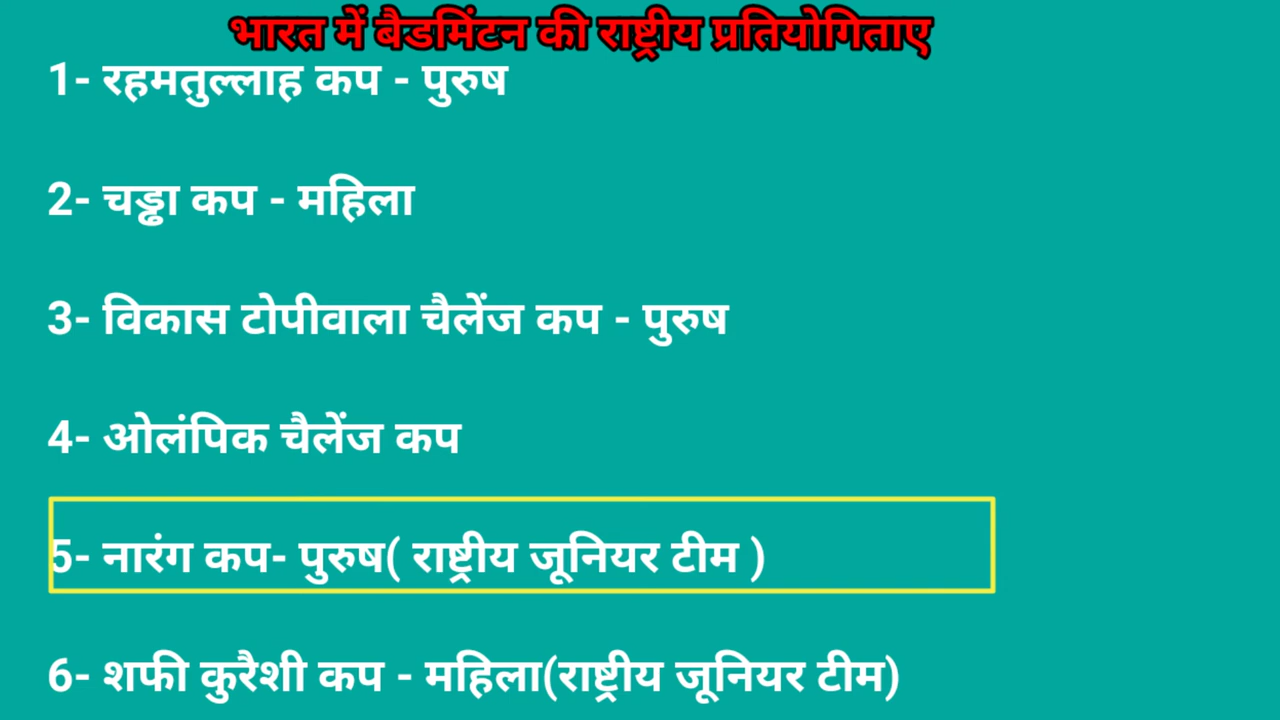 भारत में बैडमिंटन की राष्ट्रीय प्रतियोगिताए
1- रहमतुल्लाह कप - पुरुष
2- चड्ढा कप - महिला
3- विकास टोपीवाला चैलेंज कप - पुरुष
4- ओलंपिक चैलेंज कप
5- नारंग कप- पुरुष( राष्ट्रीय जूनियर टीम )
6- शफी कुरैशी कप - महिला(राष्ट्रीय जूनियर टीम)